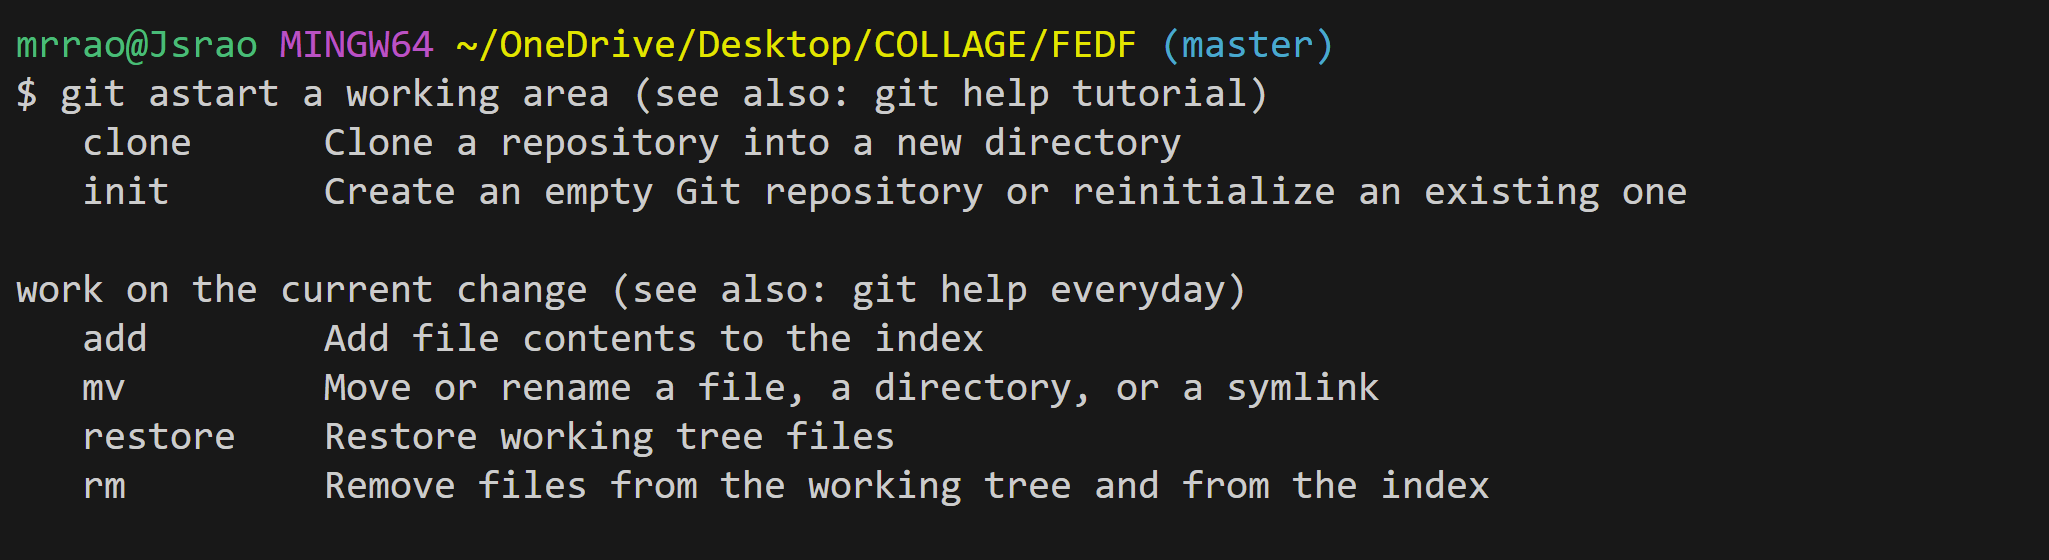 mrrao@Jsrao MINGW64 ~/OneDrive/Desktop/COLLAGE/FEDF (master)
$ git astart a working area (see also: git help tutorial)
   clone      Clone a repository into a new directory
   init       Create an empty Git repository or reinitialize an existing one

work on the current change (see also: git help everyday)
   add        Add file contents to the index
   mv         Move or rename a file, a directory, or a symlink
   restore    Restore working tree files
   rm         Remove files from the working tree and from the index